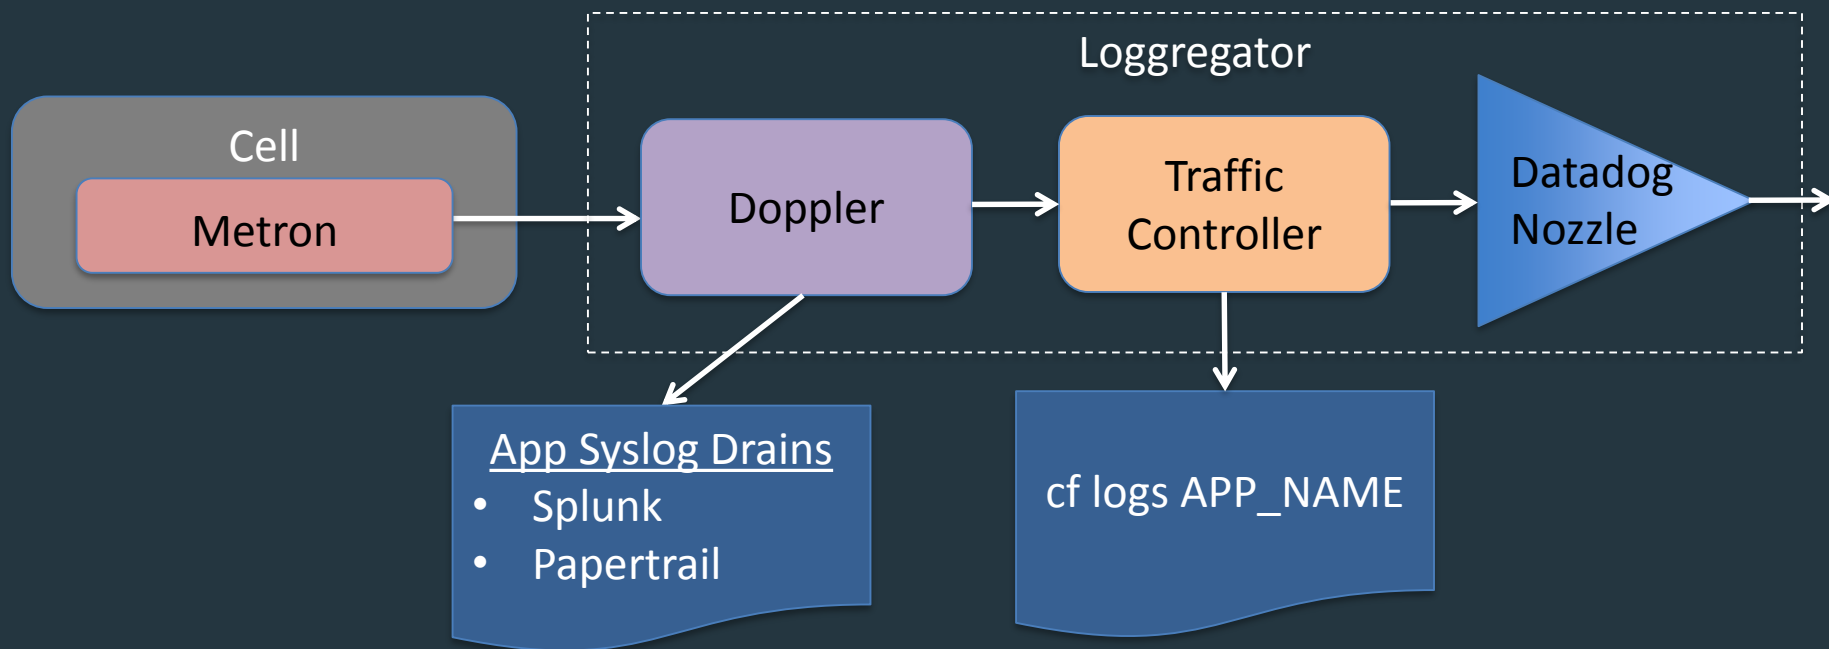 Loggregator
Cell
Metron
Doppler
Traffic
Controller
Datadog
Nozzle
App Syslog Drains
• Splunk
• Papertrail
cf logs APP_NAME